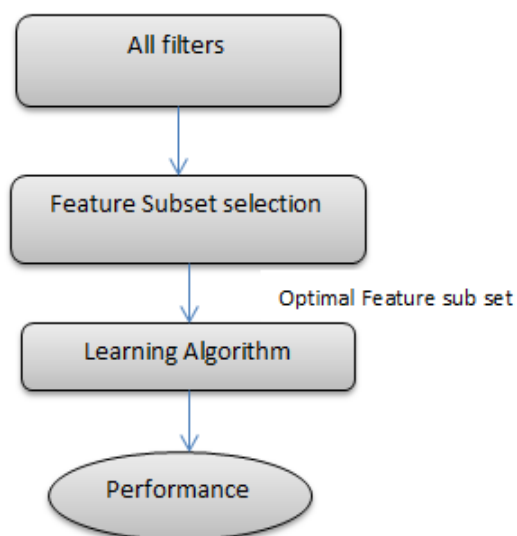 All filters
Feature Subset selection
Optimal Feature sub set
Learning Algorithm
Performance